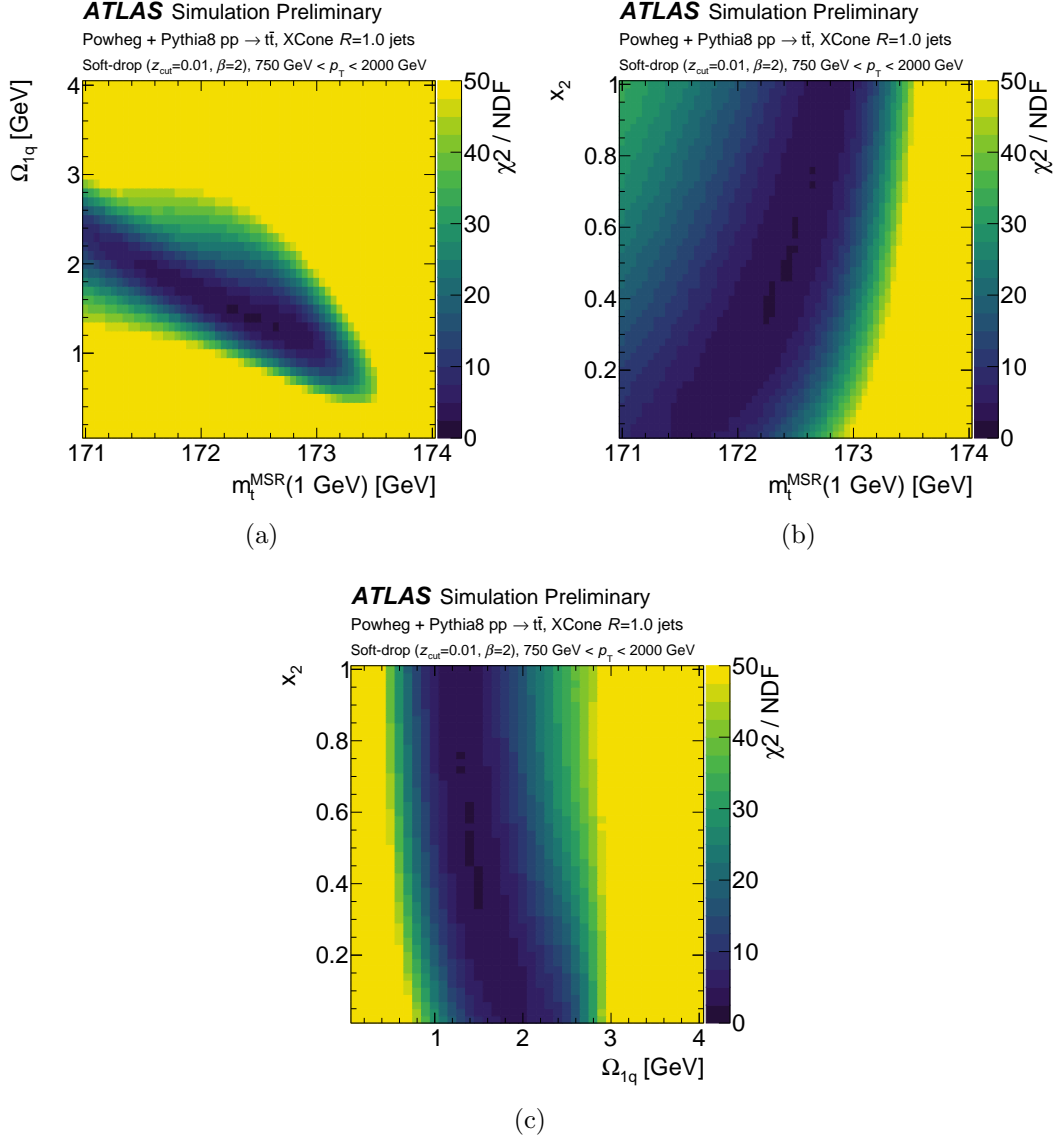 ATLAS Simulation Preliminary
Powheg + Pythia8 pp → tt̄, XCone R=1.0 jets
Soft-drop (z_cut=0.01, β=2), 750 GeV < p_T < 2000 GeV
Ω_1q [GeV]
4
3
2
1
171 172 173 174
m_t^MSR(1 GeV) [GeV]
50
40
30
20
10
0
χ2 / NDF
(a)
ATLAS Simulation Preliminary
Powheg + Pythia8 pp → tt̄, XCone R=1.0 jets
Soft-drop (z_cut=0.01, β=2), 750 GeV < p_T < 2000 GeV
x_2
1
0.8
0.6
0.4
0.2
171 172 173 174
m_t^MSR(1 GeV) [GeV]
50
40
30
20
10
0
χ2 / NDF
(b)
ATLAS Simulation Preliminary
Powheg + Pythia8 pp → tt̄, XCone R=1.0 jets
Soft-drop (z_cut=0.01, β=2), 750 GeV < p_T < 2000 GeV
x_2
1
0.8
0.6
0.4
0.2
1 2 3 4
Ω_1q [GeV]
50
40
30
20
10
0
χ2 / NDF
(c)